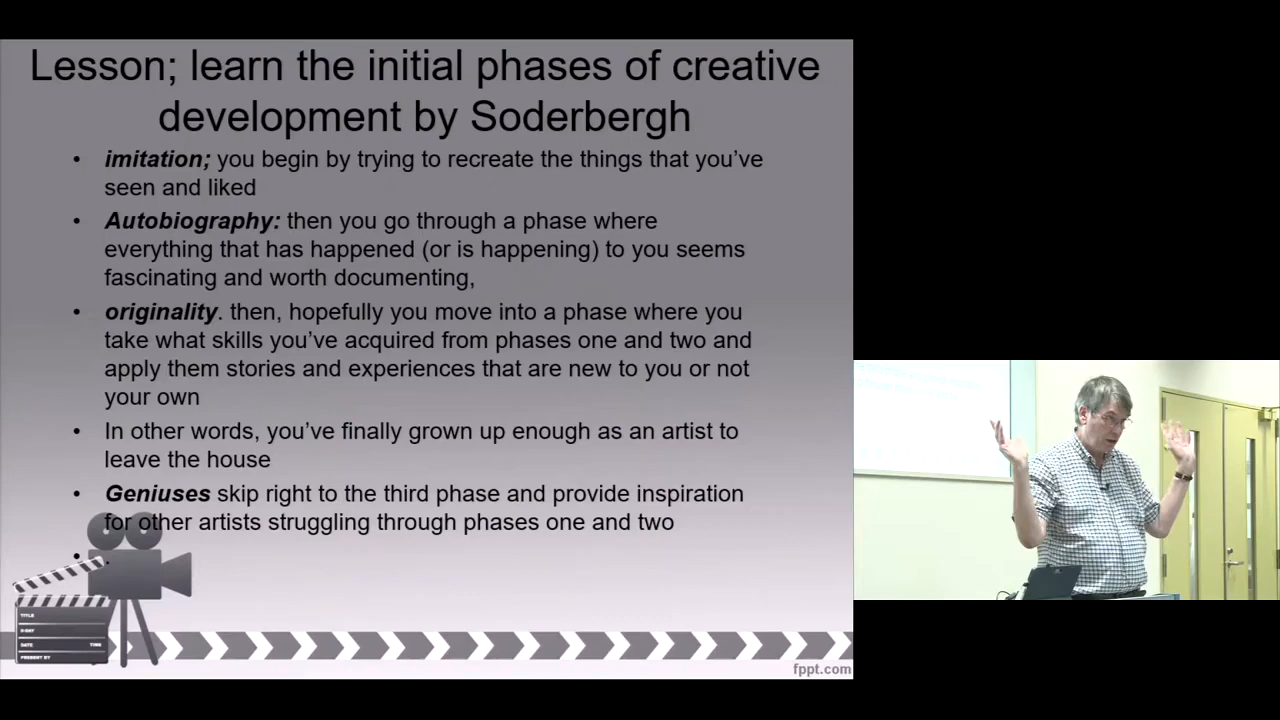 Lesson; learn the initial phases of creative
development by Soderbergh
• imitation; you begin by trying to recreate the things that you've
seen and liked
• Autobiography: then you go through a phase where
everything that has happened (or is happening) to you seems
fascinating and worth documenting,
• originality. then, hopefully you move into a phase where you
take what skills you've acquired from phases one and two and
apply them stories and experiences that are new to you or not
your own
• In other words, you've finally grown up enough as an artist to
leave the house
• Geniuses skip right to the third phase and provide inspiration
for other artists struggling through phases one and two
• .
TITLE
DATE
PRESENT BY
fppt.com